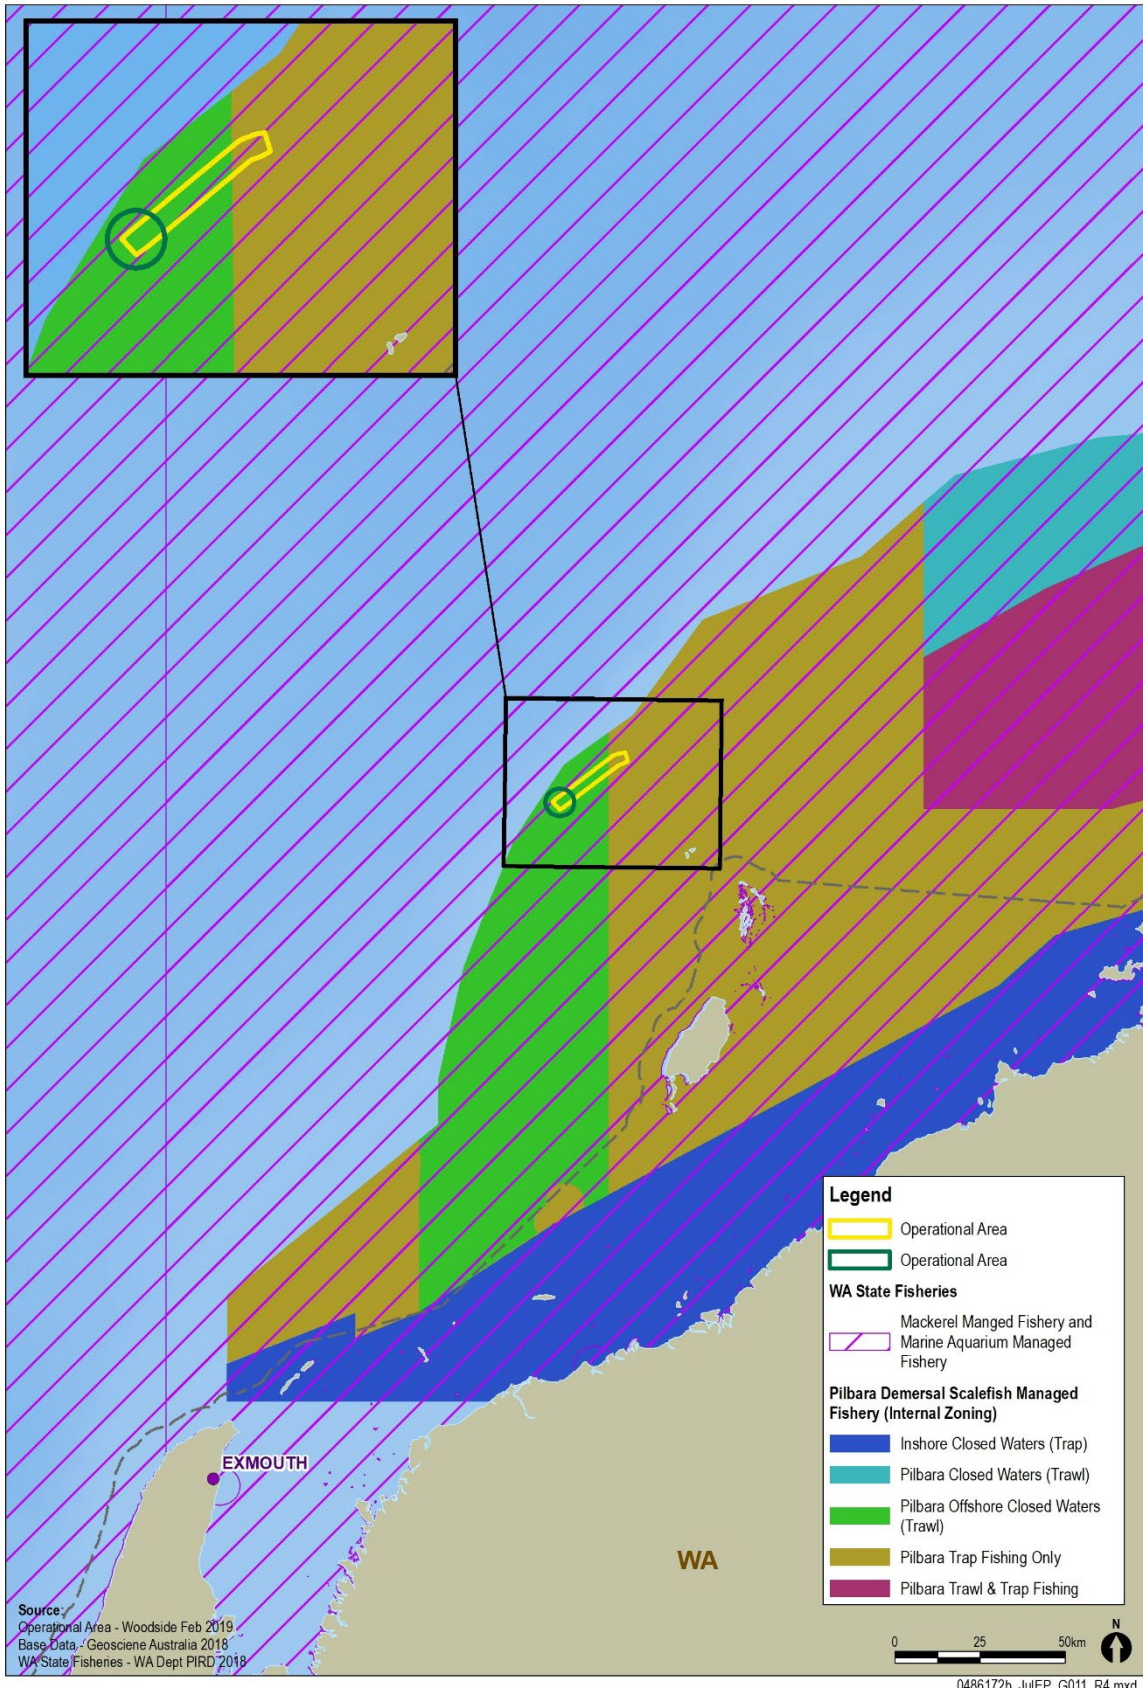 EXMOUTH
WA
Legend
Operational Area
Operational Area
WA State Fisheries
Mackerel Manged Fishery and
Marine Aquarium Managed
Fishery
Pilbara Demersal Scalefish Managed
Fishery (Internal Zoning)
Inshore Closed Waters (Trap)
Pilbara Closed Waters (Trawl)
Pilbara Offshore Closed Waters
(Trawl)
Pilbara Trap Fishing Only
Pilbara Trawl & Trap Fishing
Source:
Operational Area - Woodside Feb 2019
Base Data - Geosciene Australia 2018
WA State Fisheries - WA Dept PIRD 2018
0 25 50km
N
0486172b_JulEP_G011_R4.mxd